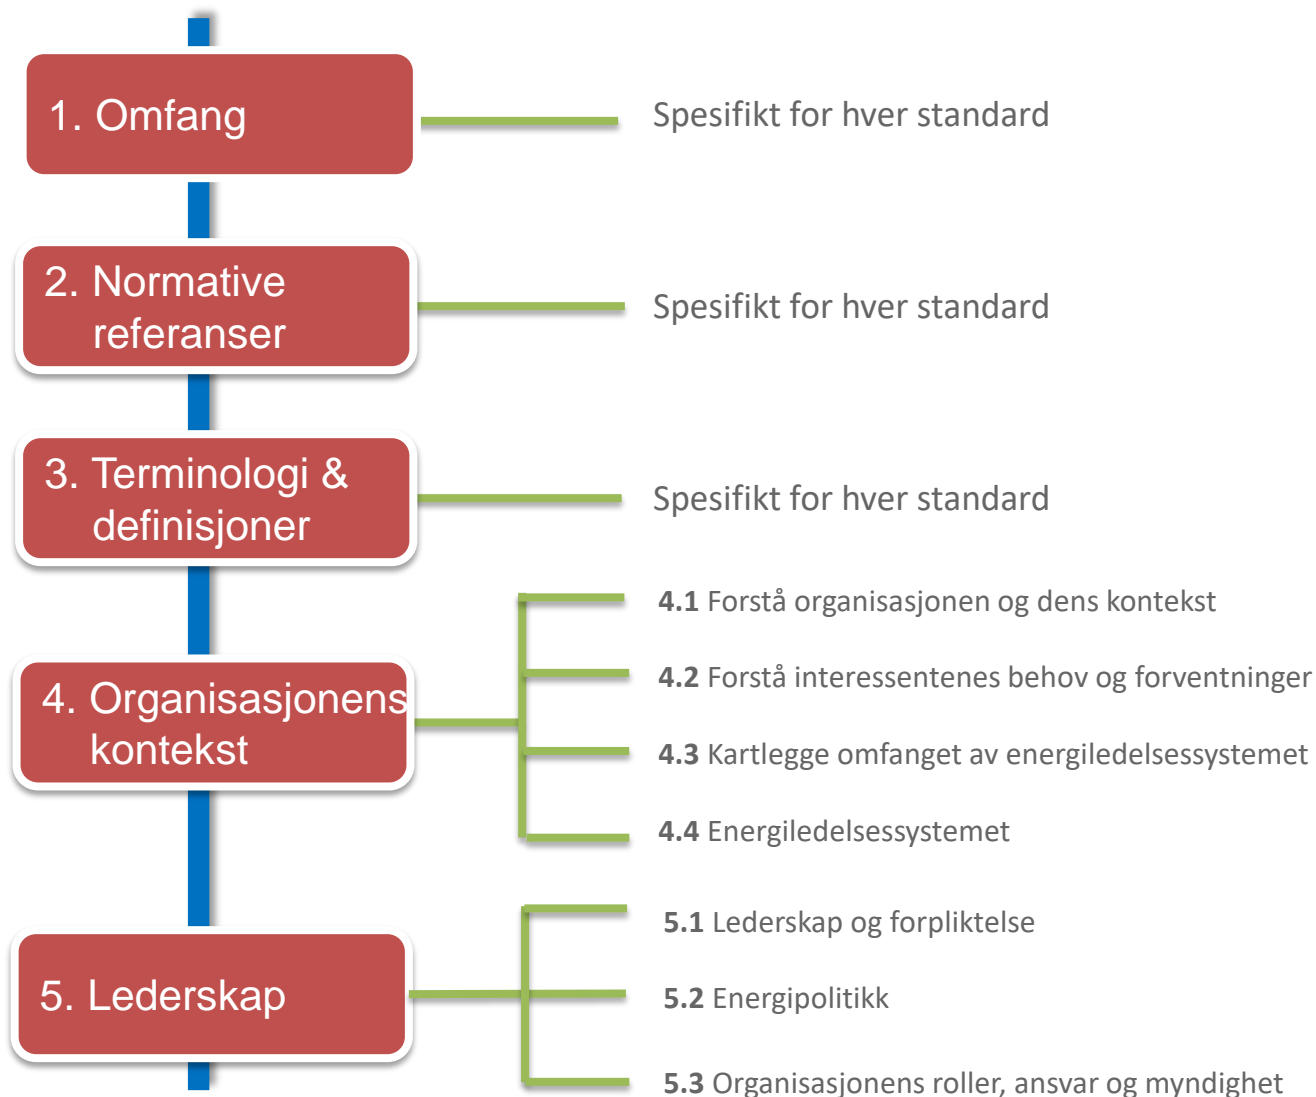 1. Omfang
Spesifikt for hver standard
2. Normative
referanser
Spesifikt for hver standard
3. Terminologi &
definisjoner
Spesifikt for hver standard
4. Organisasjonens
kontekst
4.1 Forstå organisasjonen og dens kontekst
4.2 Forstå interessentenes behov og forventninger
4.3 Kartlegge omfanget av energiledelsessystemet
4.4 Energiledelsessystemet
5. Lederskap
5.1 Lederskap og forpliktelse
5.2 Energipolitikk
5.3 Organisasjonens roller, ansvar og myndighet